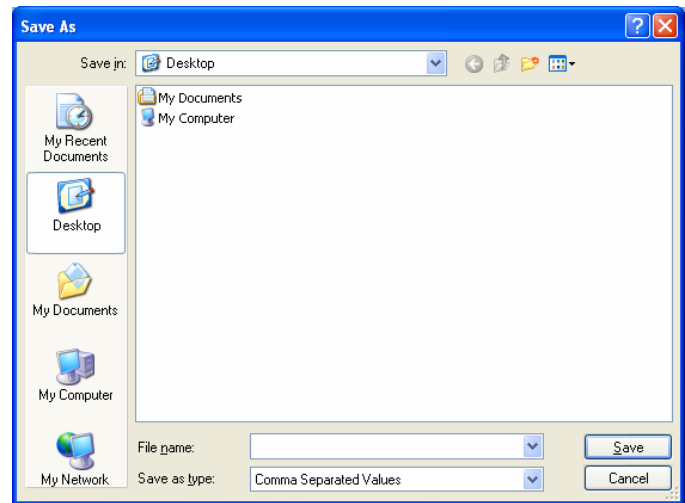 Save As
Save in:
Desktop
My Documents
My Computer
My Recent
Documents
Desktop
My Documents
My Computer
My Network
File name:
Save
Save as type:
Comma Separated Values
Cancel